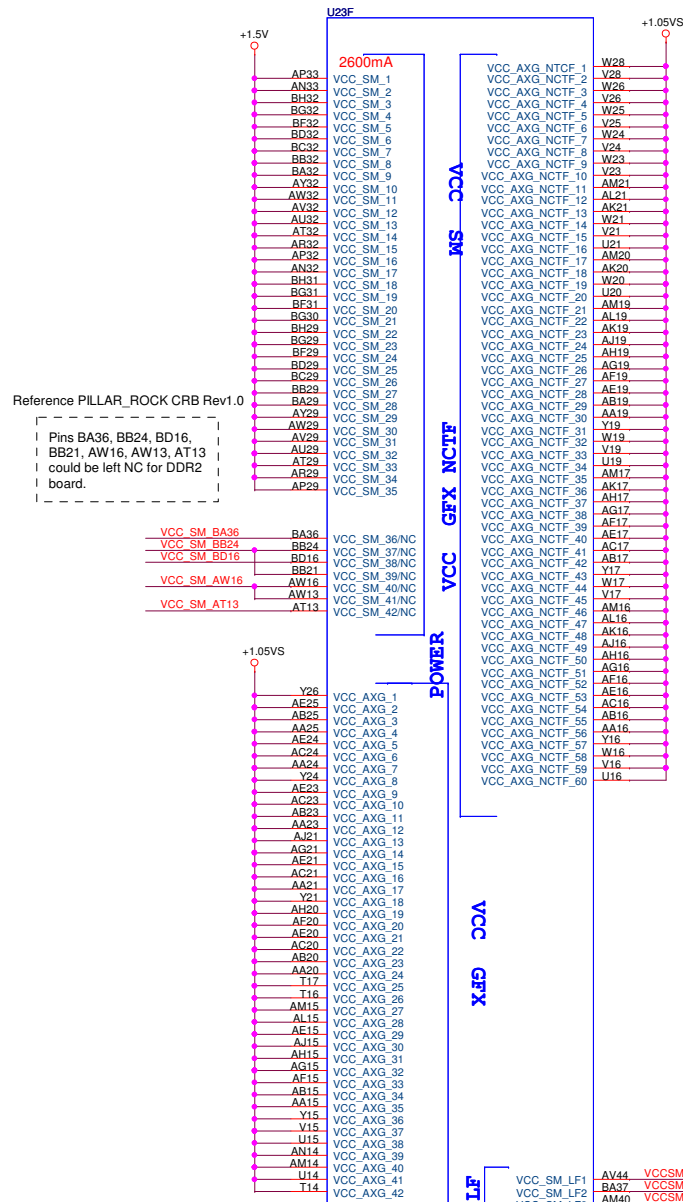 U23F
+1.5V
2600mA
AP33 VCC_SM_1
AN33 VCC_SM_2
BH32 VCC_SM_3
BG32 VCC_SM_4
BF32 VCC_SM_5
BD32 VCC_SM_6
BC32 VCC_SM_7
BB32 VCC_SM_8
BA32 VCC_SM_9
AY32 VCC_SM_10
AW32 VCC_SM_11
AV32 VCC_SM_12
AU32 VCC_SM_13
AT32 VCC_SM_14
AR32 VCC_SM_15
AP32 VCC_SM_16
AN32 VCC_SM_17
BH31 VCC_SM_18
BG31 VCC_SM_19
BF31 VCC_SM_20
BG30 VCC_SM_21
BH29 VCC_SM_22
BG29 VCC_SM_23
BF29 VCC_SM_24
BD29 VCC_SM_25
BC29 VCC_SM_26
BB29 VCC_SM_27
BA29 VCC_SM_28
AY29 VCC_SM_29
AW29 VCC_SM_30
AV29 VCC_SM_31
AU29 VCC_SM_32
AT29 VCC_SM_33
AR29 VCC_SM_34
AP29 VCC_SM_35
Reference PILLAR_ROCK CRB Rev1.0
Pins BA36, BB24, BD16,
BB21, AW16, AW13, AT13
could be left NC for DDR2
board.
VCC_SM_BA36 BA36 VCC_SM_36/NC
VCC_SM_BB24 BB24 VCC_SM_37/NC
VCC_SM_BD16 BD16 VCC_SM_38/NC
BB21 VCC_SM_39/NC
VCC_SM_AW16 AW16 VCC_SM_40/NC
AW13 VCC_SM_41/NC
VCC_SM_AT13 AT13 VCC_SM_42/NC
+1.05VS
Y26 VCC_AXG_1
AE25 VCC_AXG_2
AB25 VCC_AXG_3
AA25 VCC_AXG_4
AE24 VCC_AXG_5
AC24 VCC_AXG_6
AA24 VCC_AXG_7
Y24 VCC_AXG_8
AE23 VCC_AXG_9
AC23 VCC_AXG_10
AB23 VCC_AXG_11
AA23 VCC_AXG_12
AJ21 VCC_AXG_13
AG21 VCC_AXG_14
AE21 VCC_AXG_15
AC21 VCC_AXG_16
AA21 VCC_AXG_17
Y21 VCC_AXG_18
AH20 VCC_AXG_19
AF20 VCC_AXG_20
AE20 VCC_AXG_21
AC20 VCC_AXG_22
AB20 VCC_AXG_23
AA20 VCC_AXG_24
T17 VCC_AXG_25
T16 VCC_AXG_26
AM15 VCC_AXG_27
AL15 VCC_AXG_28
AE15 VCC_AXG_29
AJ15 VCC_AXG_30
AH15 VCC_AXG_31
AG15 VCC_AXG_32
AF15 VCC_AXG_33
AB15 VCC_AXG_34
AA15 VCC_AXG_35
Y15 VCC_AXG_36
V15 VCC_AXG_37
U15 VCC_AXG_38
AN14 VCC_AXG_39
AM14 VCC_AXG_40
U14 VCC_AXG_41
T14 VCC_AXG_42
VCC SM
VCC GFX NCTF
POWER
VCC GFX
LF
+1.05VS
VCC_AXG_NTCF_1 W28
VCC_AXG_NCTF_2 V28
VCC_AXG_NCTF_3 W26
VCC_AXG_NCTF_4 V26
VCC_AXG_NCTF_5 W25
VCC_AXG_NCTF_6 V25
VCC_AXG_NCTF_7 W24
VCC_AXG_NCTF_8 V24
VCC_AXG_NCTF_9 W23
VCC_AXG_NCTF_10 V23
VCC_AXG_NCTF_11 AM21
VCC_AXG_NCTF_12 AL21
VCC_AXG_NCTF_13 AK21
VCC_AXG_NCTF_14 W21
VCC_AXG_NCTF_15 V21
VCC_AXG_NCTF_16 U21
VCC_AXG_NCTF_17 AM20
VCC_AXG_NCTF_18 AK20
VCC_AXG_NCTF_19 W20
VCC_AXG_NCTF_20 U20
VCC_AXG_NCTF_21 AM19
VCC_AXG_NCTF_22 AL19
VCC_AXG_NCTF_23 AK19
VCC_AXG_NCTF_24 AJ19
VCC_AXG_NCTF_25 AH19
VCC_AXG_NCTF_26 AG19
VCC_AXG_NCTF_27 AF19
VCC_AXG_NCTF_28 AE19
VCC_AXG_NCTF_29 AB19
VCC_AXG_NCTF_30 AA19
VCC_AXG_NCTF_31 Y19
VCC_AXG_NCTF_32 W19
VCC_AXG_NCTF_33 V19
VCC_AXG_NCTF_34 U19
VCC_AXG_NCTF_35 AM17
VCC_AXG_NCTF_36 AK17
VCC_AXG_NCTF_37 AH17
VCC_AXG_NCTF_38 AG17
VCC_AXG_NCTF_39 AF17
VCC_AXG_NCTF_40 AE17
VCC_AXG_NCTF_41 AC17
VCC_AXG_NCTF_42 AB17
VCC_AXG_NCTF_43 Y17
VCC_AXG_NCTF_44 W17
VCC_AXG_NCTF_45 V17
VCC_AXG_NCTF_46 AM16
VCC_AXG_NCTF_47 AL16
VCC_AXG_NCTF_48 AK16
VCC_AXG_NCTF_49 AJ16
VCC_AXG_NCTF_50 AH16
VCC_AXG_NCTF_51 AG16
VCC_AXG_NCTF_52 AF16
VCC_AXG_NCTF_53 AE16
VCC_AXG_NCTF_54 AC16
VCC_AXG_NCTF_55 AB16
VCC_AXG_NCTF_56 AA16
VCC_AXG_NCTF_57 Y16
VCC_AXG_NCTF_58 W16
VCC_AXG_NCTF_59 V16
VCC_AXG_NCTF_60 U16
VCC_SM_LF1 AV44 VCCSM
VCC_SM_LF2 BA37 VCCSM
AM40 VCCSM